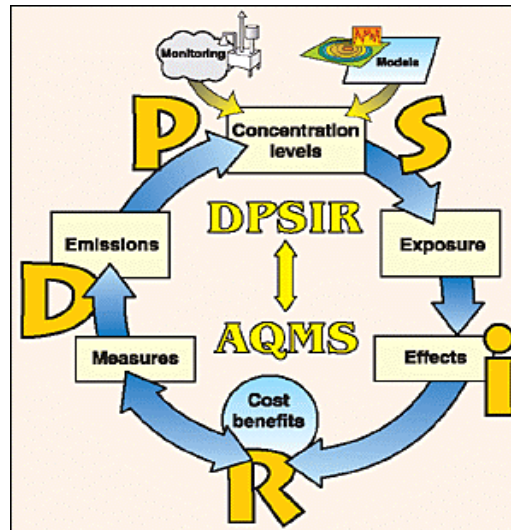 Monitoring
Models
P
Concentration
levels
S
DPSIR
Emissions
Exposure
D
AQMS
Measures
Effects
i
Cost
benefits
R